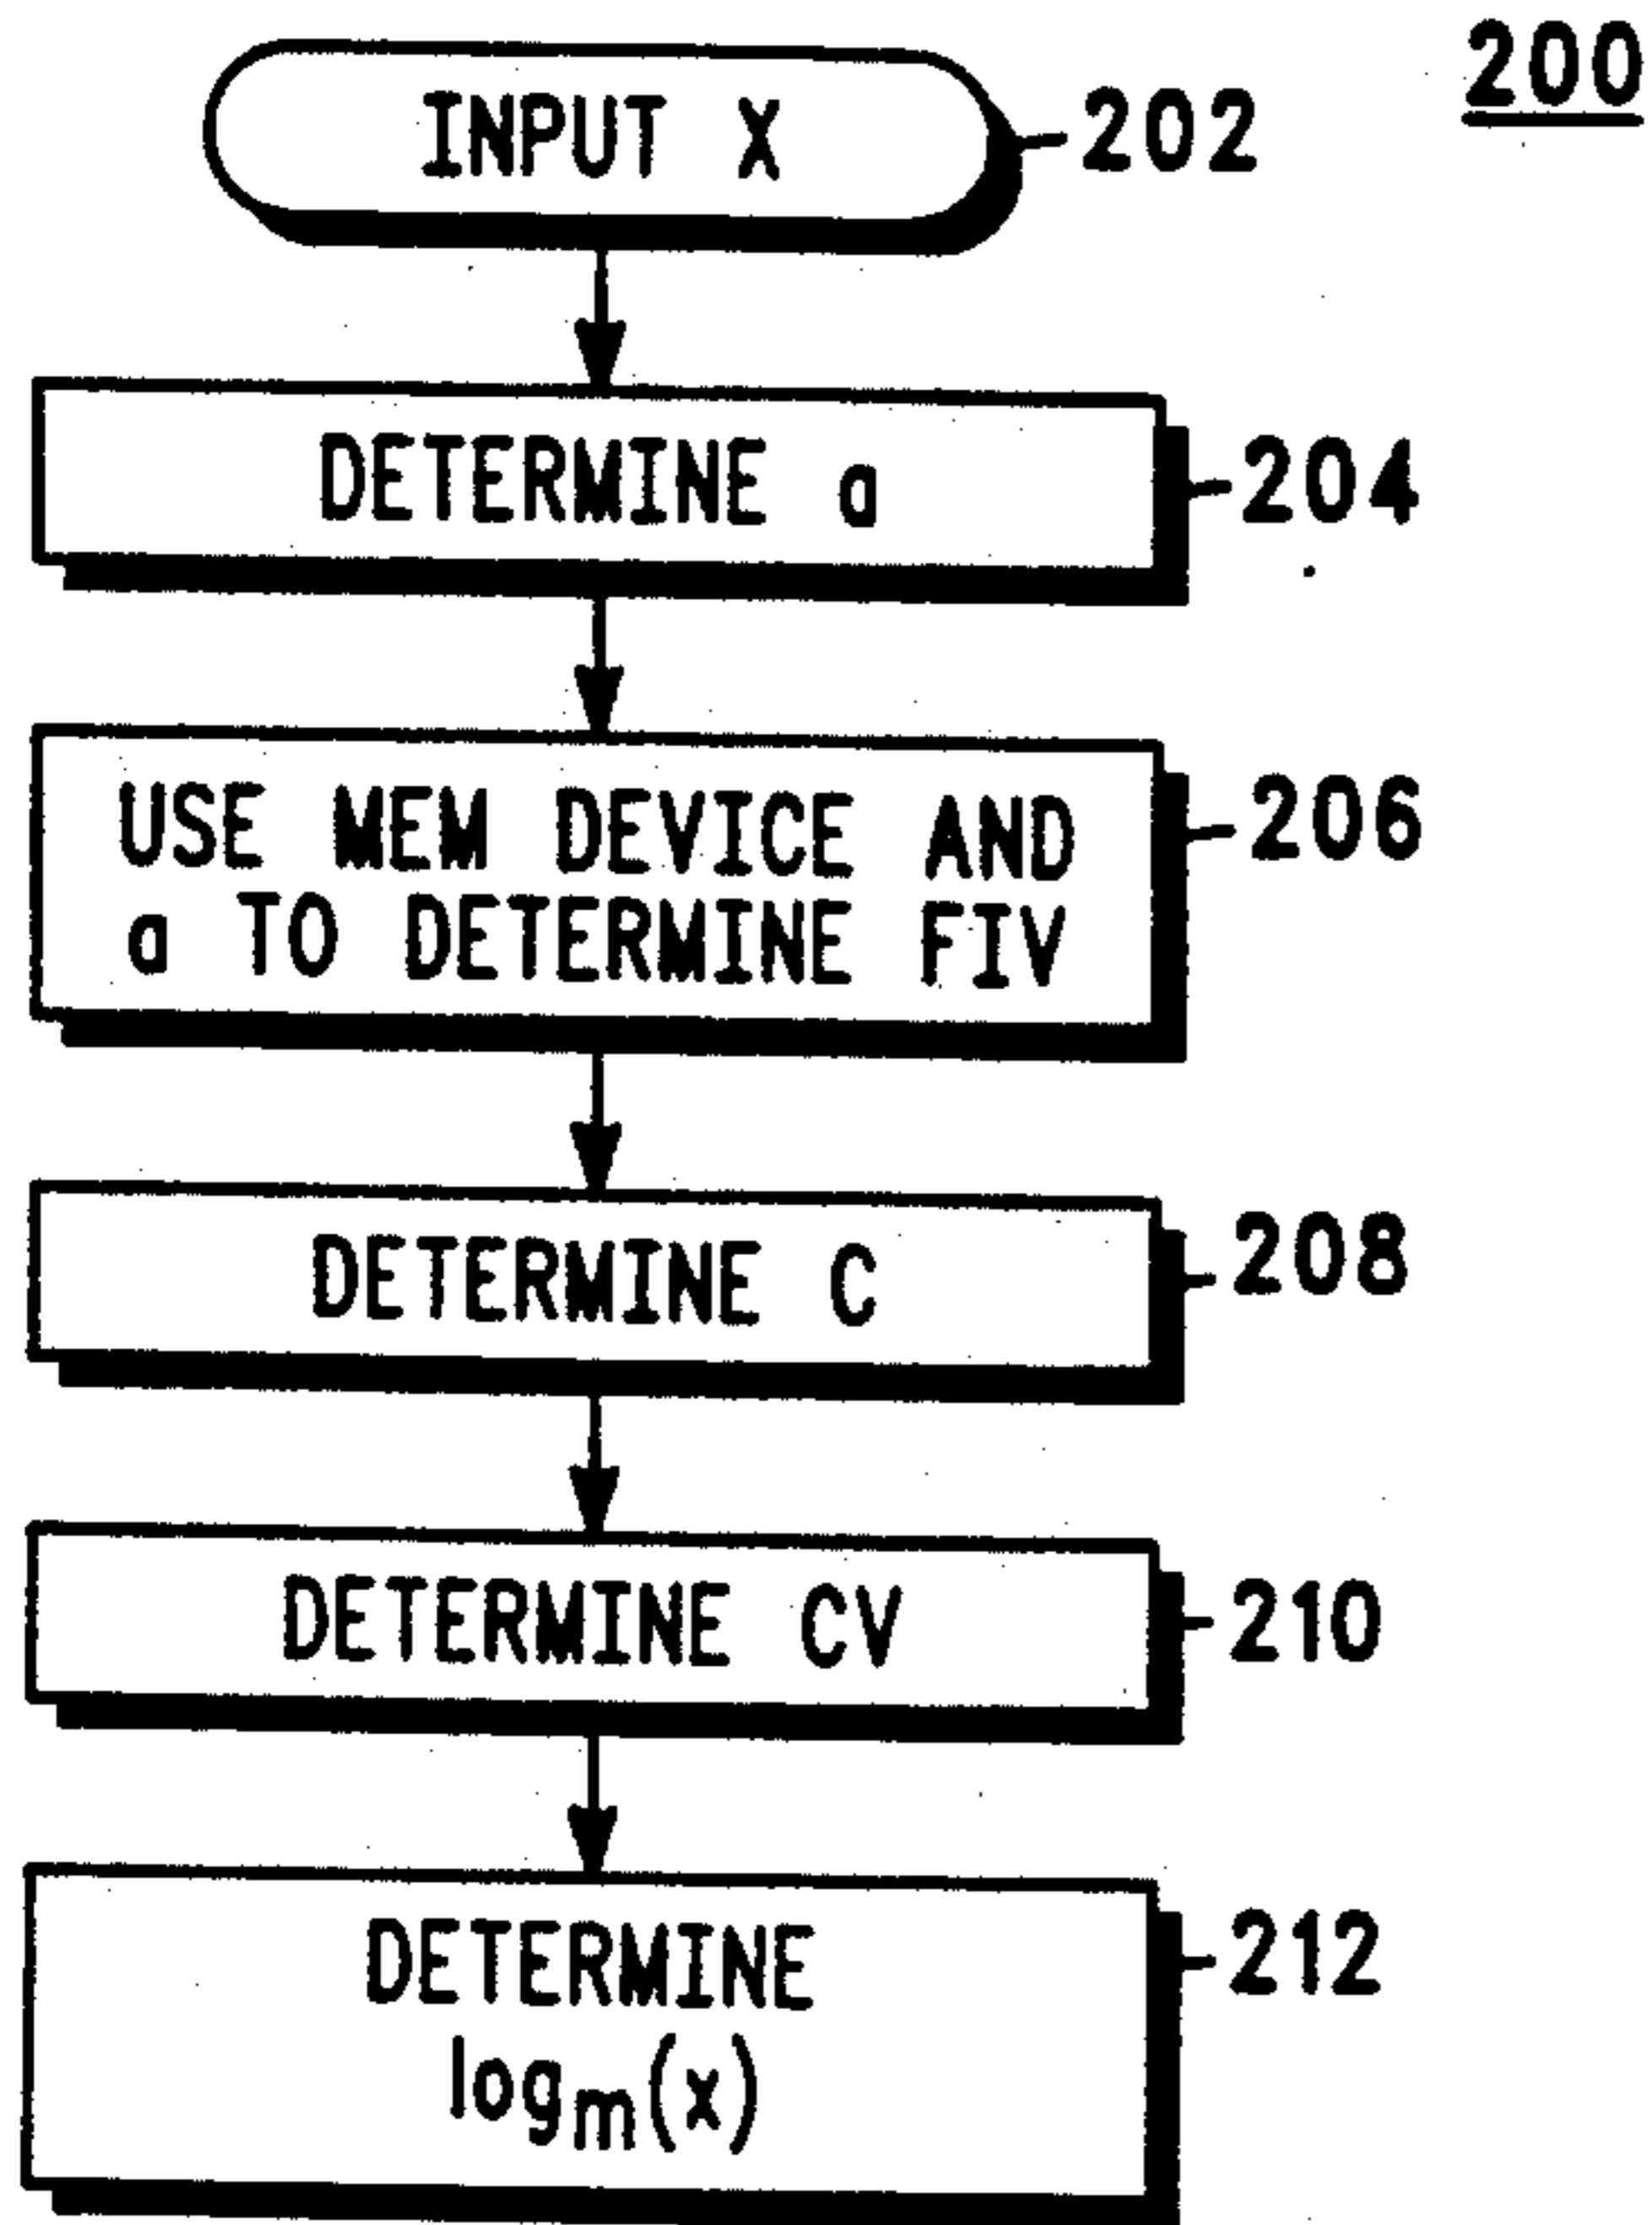 200
INPUT X
202
DETERMINE a
204
USE MEM DEVICE AND
a TO DETERMINE FIV
206
DETERMINE C
208
DETERMINE CV
210
DETERMINE
logm(x)
212